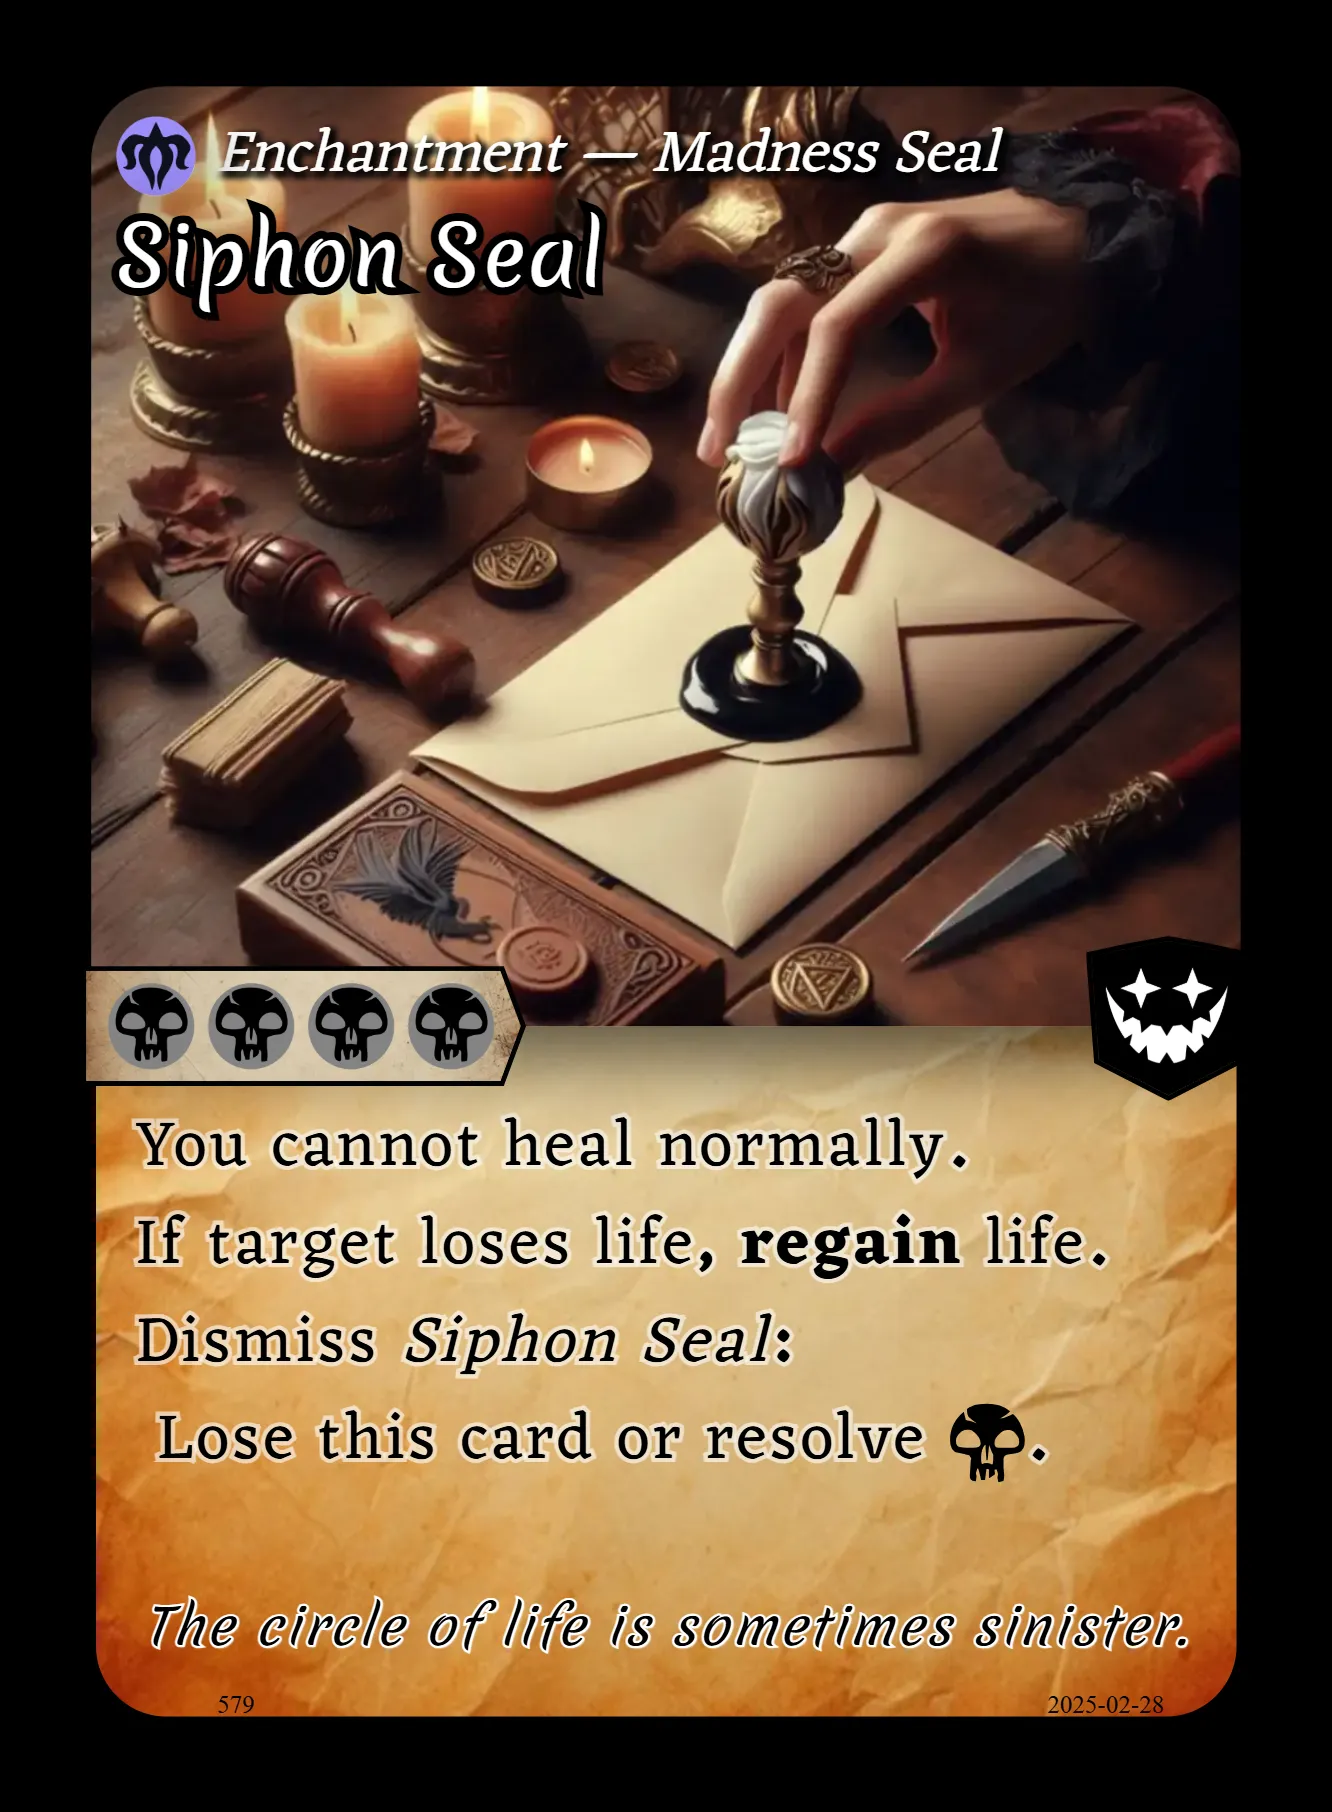 Enchantment — Madness Seal
Siphon Seal
You cannot heal normally.
If target loses life, regain life.
Dismiss Siphon Seal:
Lose this card or resolve .
The circle of life is sometimes sinister.
579
2025-02-28